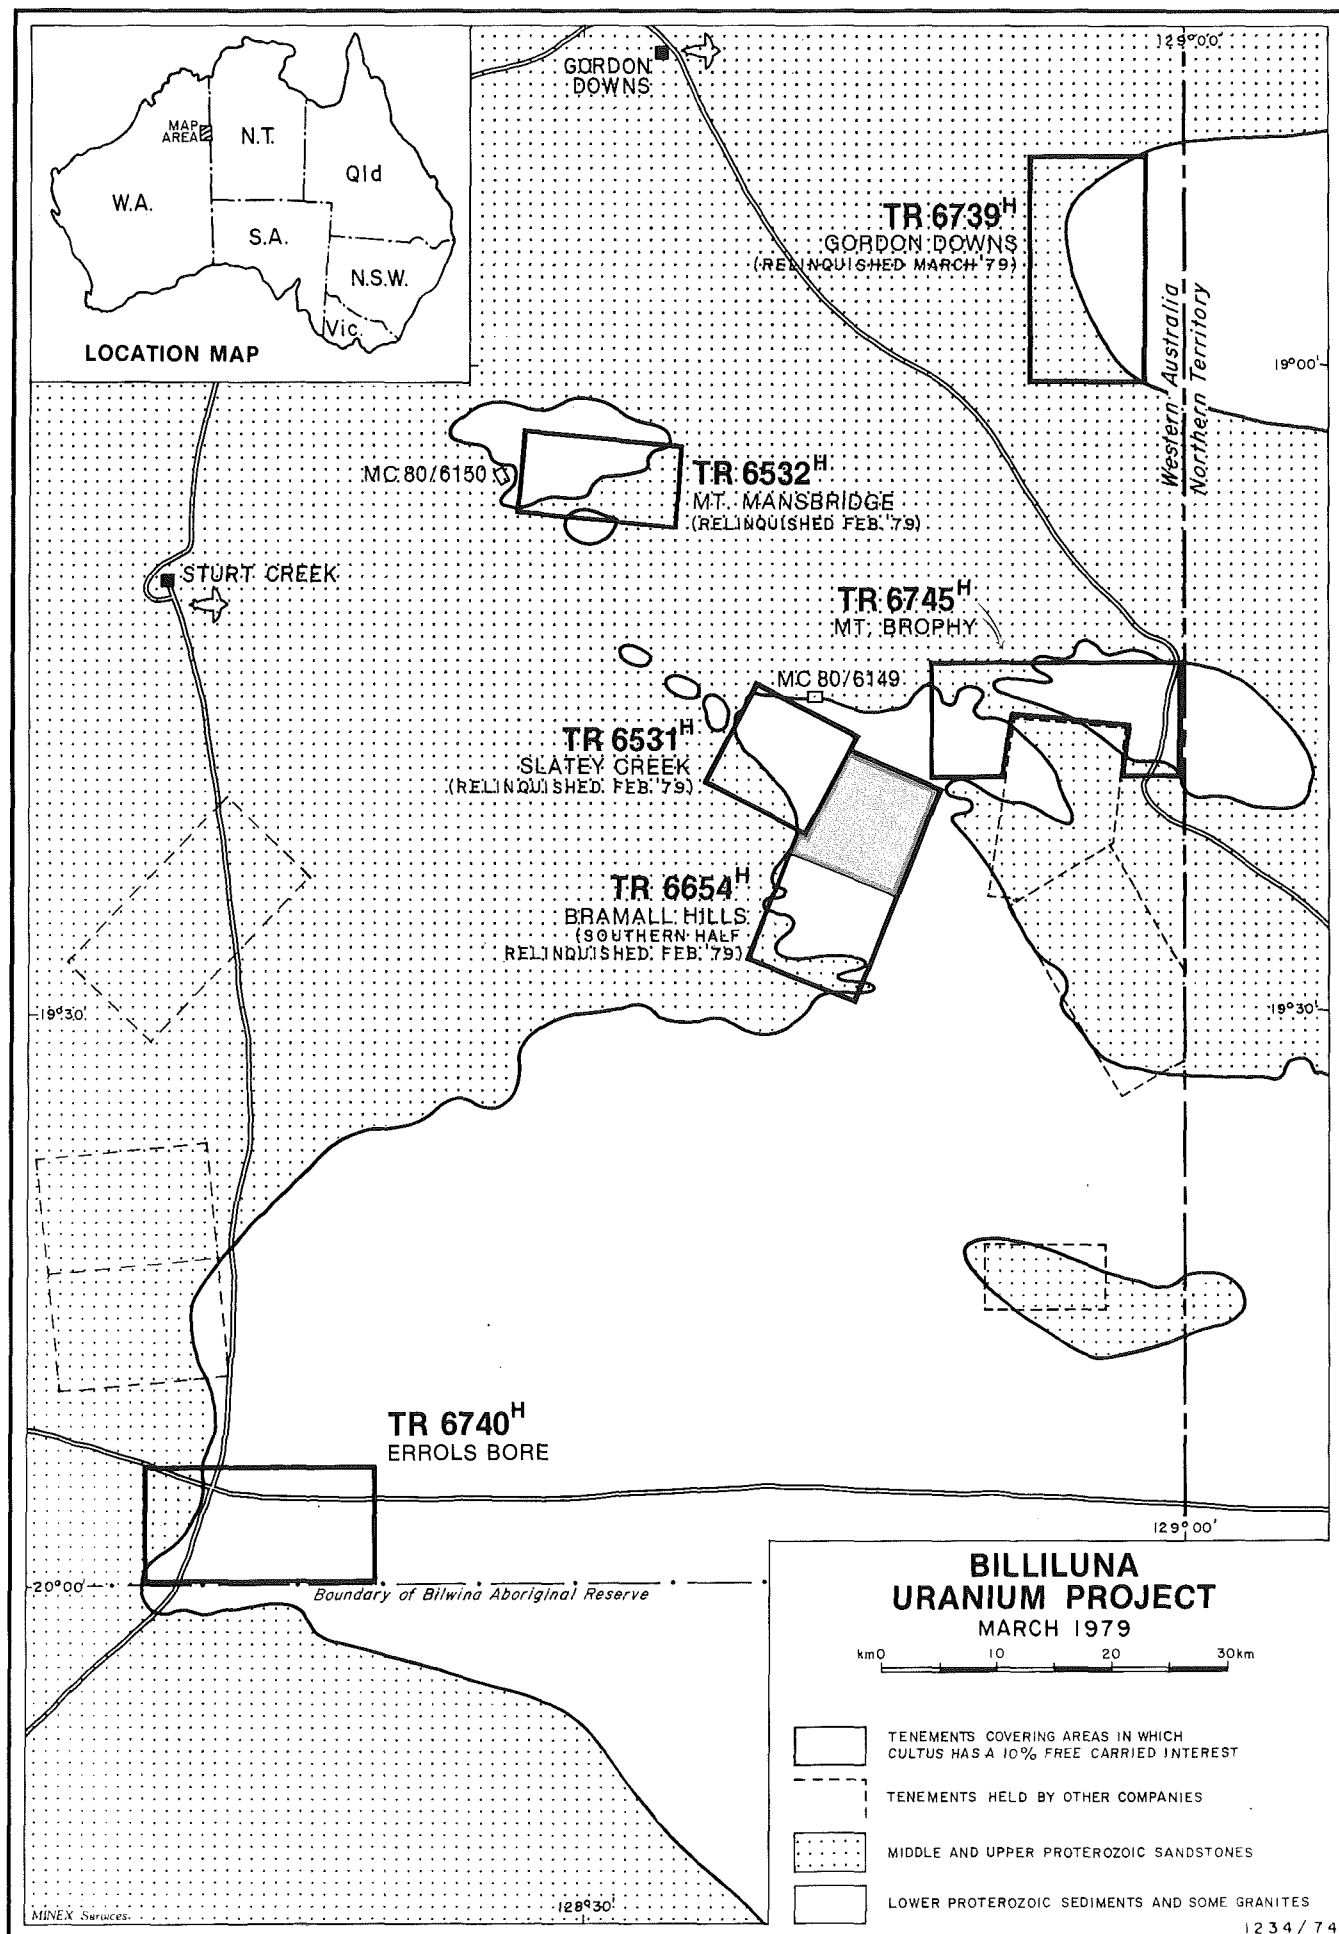 129°00'
GORDON
DOWNS
MAP
AREA
N.T.
Qld
W.A.
S.A.
N.S.W.
Vic.
LOCATION MAP
TR 6739H
GORDON DOWNS
(RELINQUISHED MARCH '79)
Western Australia
Northern Territory
19°00'
MC 80/6150
TR 6532H
MT. MANSBRIDGE
(RELINQUISHED FEB. '79)
STURT CREEK
TR 6745H
MT. BROPHY
MC 80/6149
TR 6531H
SLATEY CREEK
(RELINQUISHED FEB. '79)
TR 6654H
BRAMALL HILLS
(SOUTHERN HALF
RELINQUISHED FEB. '79)
19°30'
19°30'
TR 6740H
ERROLS BORE
129°00'
20°00'
Boundary of Bilwina Aboriginal Reserve
BILLILUNA
URANIUM PROJECT
MARCH 1979
km0 10 20 30km
TENEMENTS COVERING AREAS IN WHICH
CULTUS HAS A 10% FREE CARRIED INTEREST
TENEMENTS HELD BY OTHER COMPANIES
MIDDLE AND UPPER PROTEROZOIC SANDSTONES
LOWER PROTEROZOIC SEDIMENTS AND SOME GRANITES
128°30'
MINEX Services.
1234/74